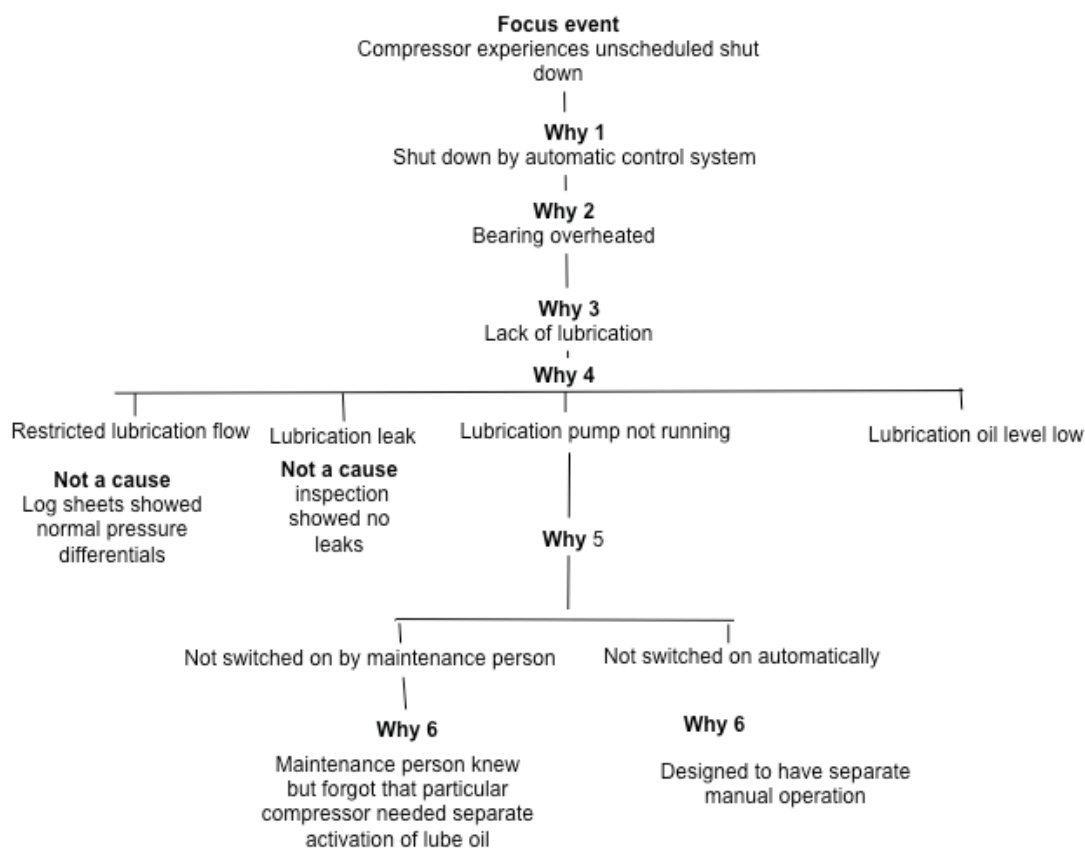 Focus event
Compressor experiences unscheduled shut
down
Why 1
Shut down by automatic control system
Why 2
Bearing overheated
Why 3
Lack of lubrication
Why 4
Restricted lubrication flow
Not a cause
Log sheets showed
normal pressure
differentials
Lubrication leak
Not a cause
inspection
showed no
leaks
Lubrication pump not running
Lubrication oil level low
Why 5
Not switched on by maintenance person
Why 6
Maintenance person knew
but forgot that particular
compressor needed separate
activation of lube oil
Not switched on automatically
Why 6
Designed to have separate
manual operation